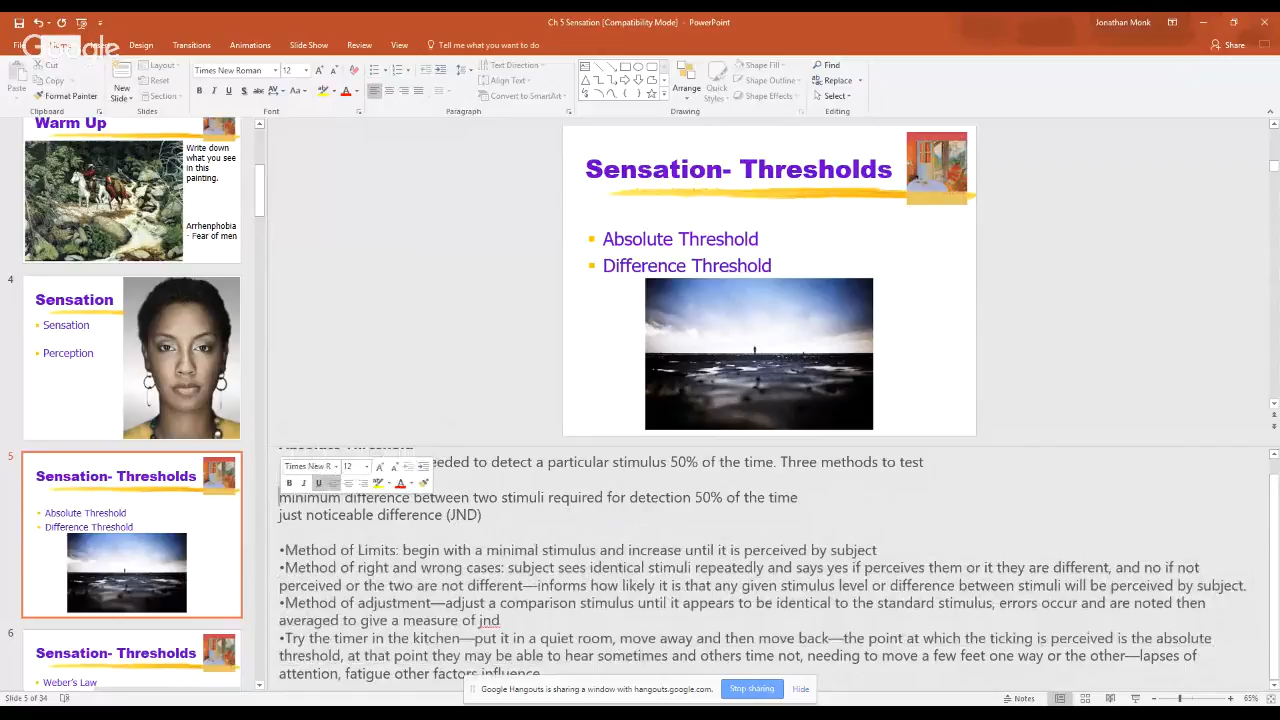 Ch 5 Sensation [Compatibility Mode] - PowerPoint
Jonathan Monk
File
Google
Design
Transitions
Animations
Slide Show
Review
View
Tell me what you want to do
Share
Paste
Cut
Copy
Format Painter
Clipboard
New
Slide
Layout
Reset
Section
Slides
Times New Roman
12
Font
Text Direction
Align Text
Convert to SmartArt
Paragraph
Arrange
Quick
Styles
Shape Fill
Shape Outline
Shape Effects
Drawing
Find
Replace
Select
Editing
Warm Up
Write down
what you see
in this
painting.
Arrhenphobia
- Fear of men
4
Sensation
Sensation
Perception
5
Sensation- Thresholds
Absolute Threshold
Difference Threshold
6
Sensation- Thresholds
Weber's Law
Sensation- Thresholds
Absolute Threshold
Difference Threshold
Times New R
12
eeded to detect a particular stimulus 50% of the time. Three methods to test
minimum difference between two stimuli required for detection 50% of the time
just noticeable difference (JND)
•Method of Limits: begin with a minimal stimulus and increase until it is perceived by subject
•Method of right and wrong cases: subject sees identical stimuli repeatedly and says yes if perceives them or it they are different, and no if not
perceived or the two are not different—informs how likely it is that any given stimulus level or difference between stimuli will be perceived by subject.
•Method of adjustment—adjust a comparison stimulus until it appears to be identical to the standard stimulus, errors occur and are noted then
averaged to give a measure of jnd
•Try the timer in the kitchen—put it in a quiet room, move away and then move back—the point at which the ticking is perceived is the absolute
threshold, at that point they may be able to hear sometimes and others time not, needing to move a few feet one way or the other—lapses of
attention, fatigue other factors influence
Google Hangouts is sharing a window with hangouts.google.com.
Stop sharing
Hide
Slide 5 of 34
Notes
65%